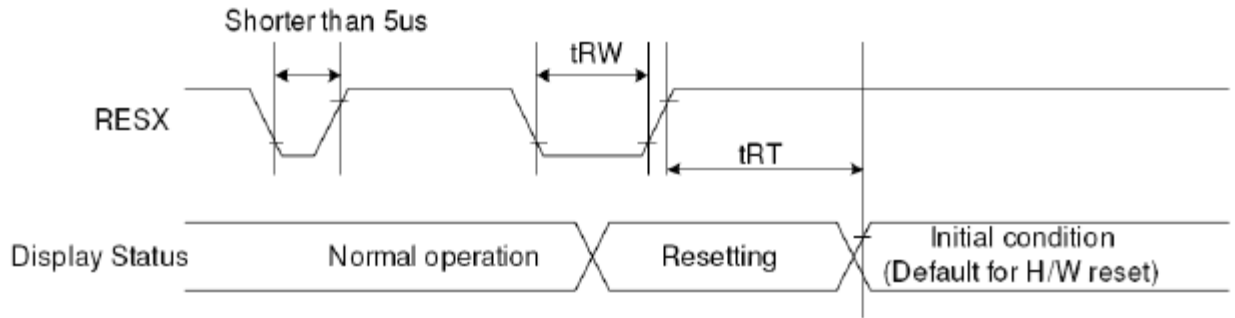 Shorter than 5us
tRW
RESX
tRT
Display Status
Normal operation
Resetting
Initial condition
(Default for H/W reset)